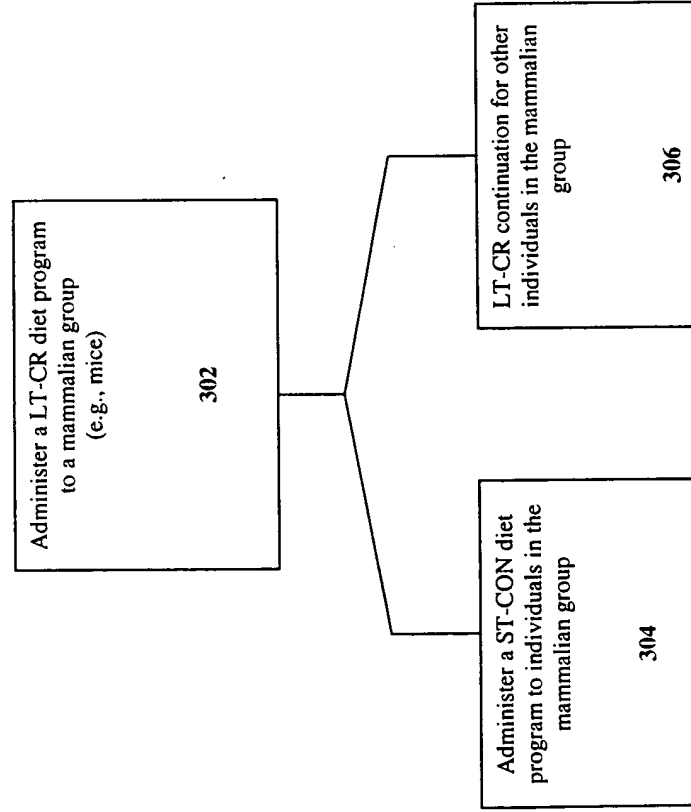 Administer a LT-CR diet program
to a mammalian group
(e.g., mice)
302
Administer a ST-CON diet
program to individuals in the
mammalian group
304
LT-CR continuation for other
individuals in the mammalian
group
306